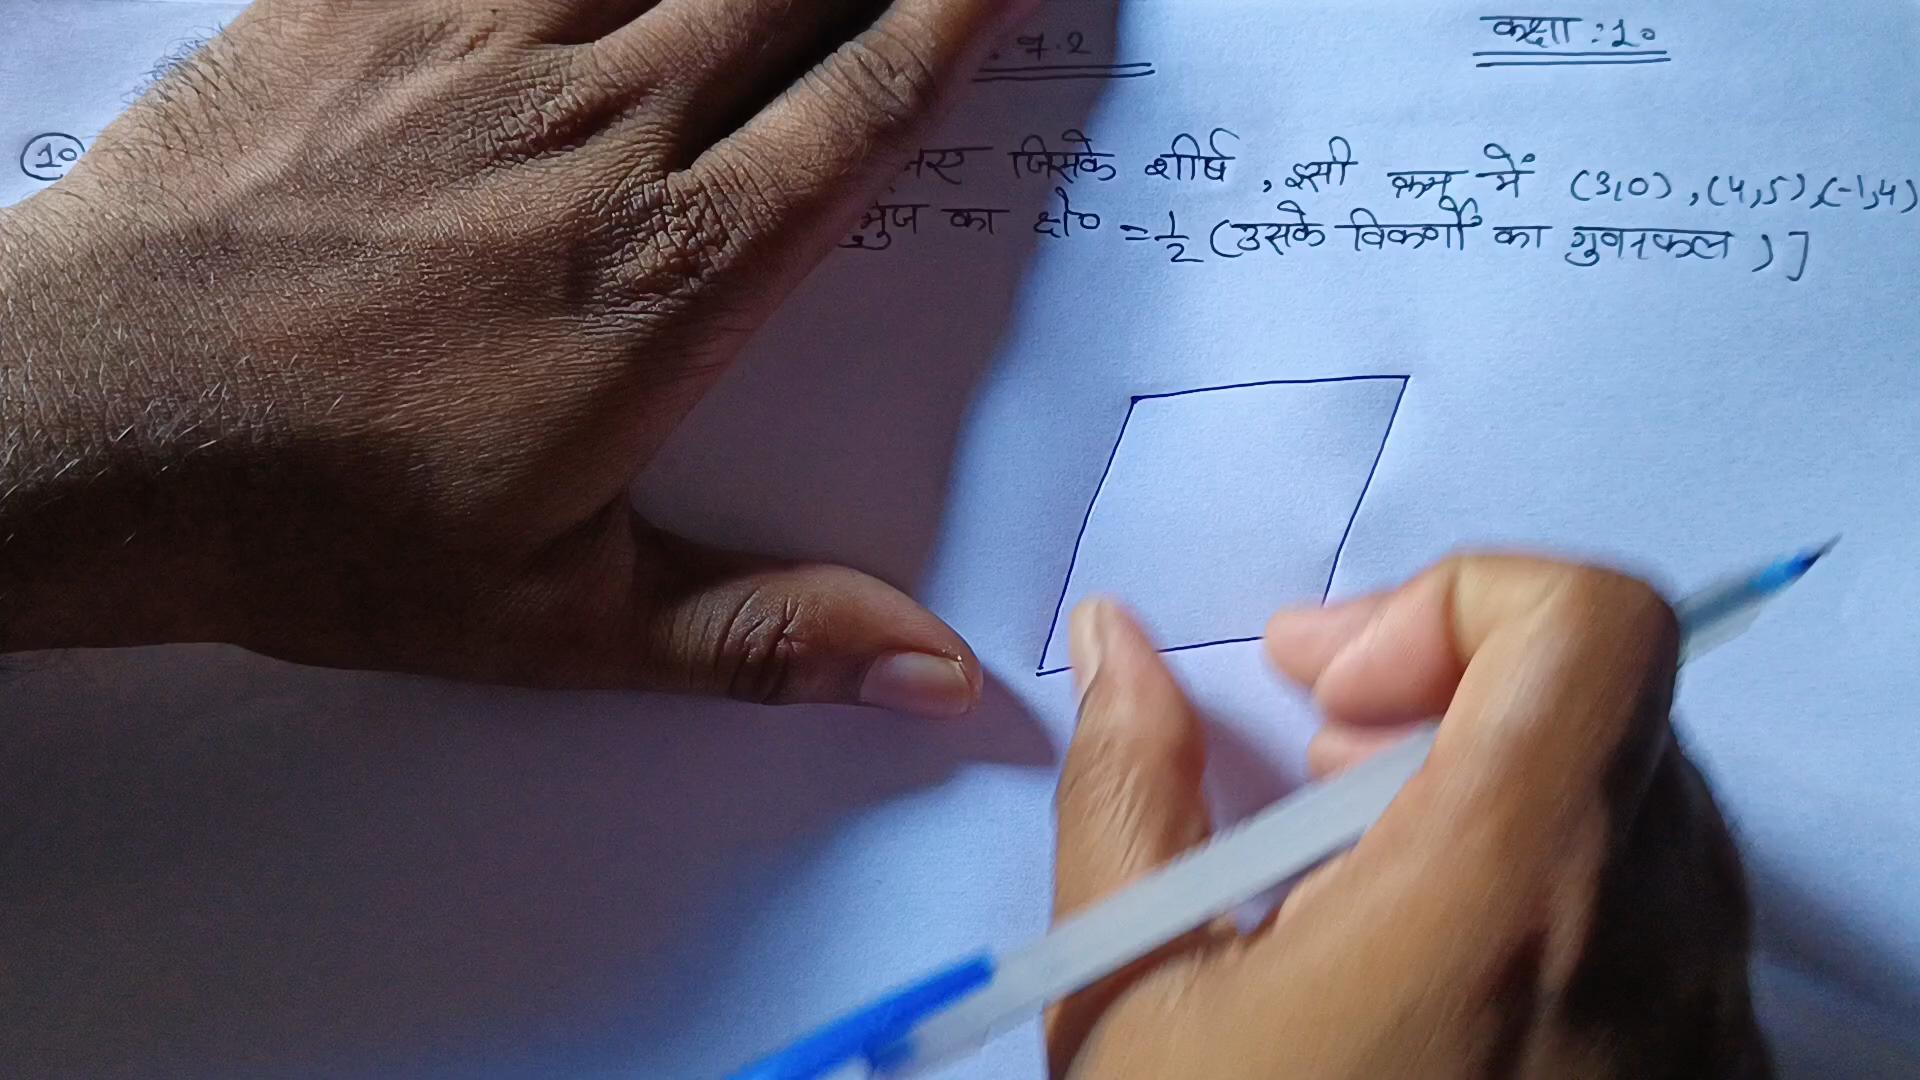 . 7.2
कक्षा : 10
10 जिसके शीर्ष , इसी क्रम में (3,0) , (4,5), (-1,4)
भुज का क्षे० = 1/2 (उसके विकर्णों का गुणनफल ) ]